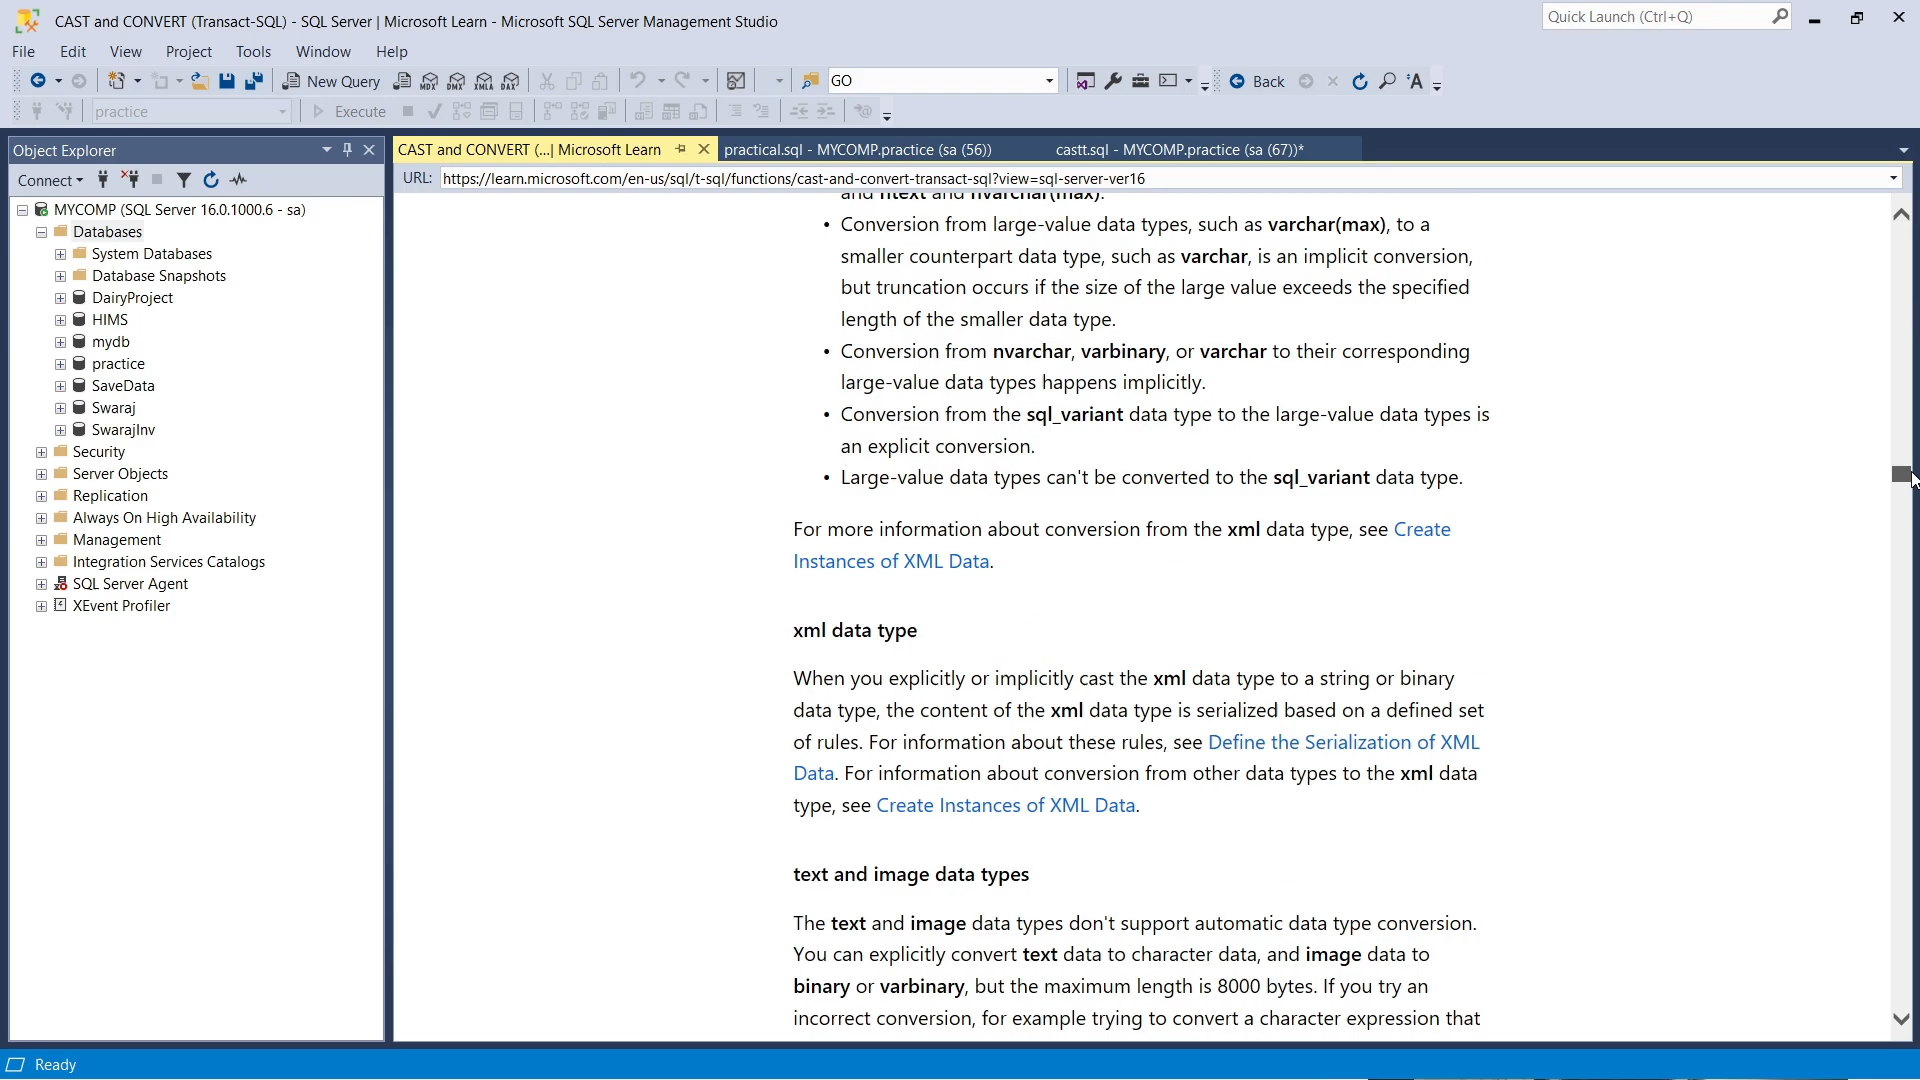 CAST and CONVERT (Transact-SQL) - SQL Server | Microsoft Learn - Microsoft SQL Server Management Studio
Quick Launch (Ctrl+Q)
File Edit View Project Tools Window Help
New Query MDX DMX XMLA DAX GO Back
practice Execute
Object Explorer
Connect
MYCOMP (SQL Server 16.0.1000.6 - sa)
Databases
System Databases
Database Snapshots
DairyProject
HIMS
mydb
practice
SaveData
Swaraj
SwarajInv
Security
Server Objects
Replication
Always On High Availability
Management
Integration Services Catalogs
SQL Server Agent
XEvent Profiler
CAST and CONVERT (...| Microsoft Learn
practical.sql - MYCOMP.practice (sa (56))
castt.sql - MYCOMP.practice (sa (67))*
URL: https://learn.microsoft.com/en-us/sql/t-sql/functions/cast-and-convert-transact-sql?view=sql-server-ver16
and ntext and nvarchar(max).
• Conversion from large-value data types, such as varchar(max), to a
smaller counterpart data type, such as varchar, is an implicit conversion,
but truncation occurs if the size of the large value exceeds the specified
length of the smaller data type.
• Conversion from nvarchar, varbinary, or varchar to their corresponding
large-value data types happens implicitly.
• Conversion from the sql_variant data type to the large-value data types is
an explicit conversion.
• Large-value data types can't be converted to the sql_variant data type.
For more information about conversion from the xml data type, see Create
Instances of XML Data.
xml data type
When you explicitly or implicitly cast the xml data type to a string or binary
data type, the content of the xml data type is serialized based on a defined set
of rules. For information about these rules, see Define the Serialization of XML
Data. For information about conversion from other data types to the xml data
type, see Create Instances of XML Data.
text and image data types
The text and image data types don't support automatic data type conversion.
You can explicitly convert text data to character data, and image data to
binary or varbinary, but the maximum length is 8000 bytes. If you try an
incorrect conversion, for example trying to convert a character expression that
Ready